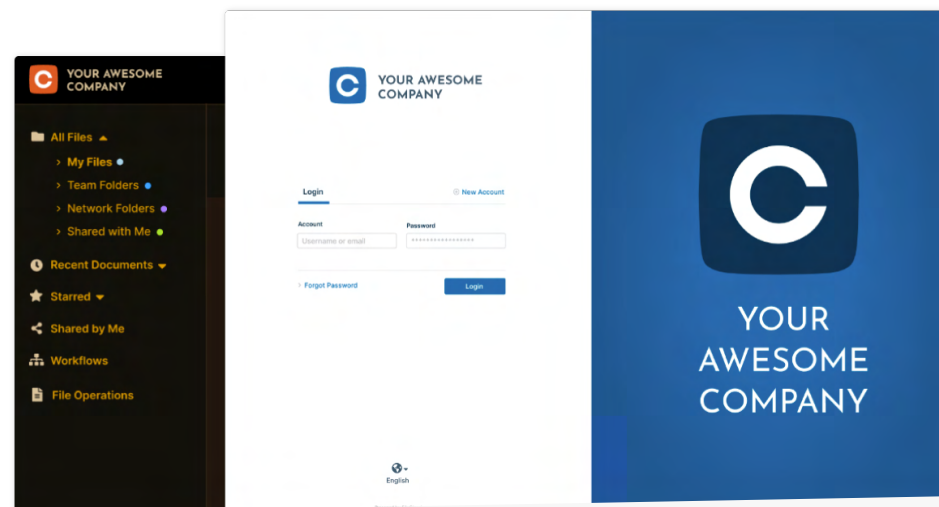 YOUR AWESOME
COMPANY
All Files
My Files
Team Folders
Network Folders
Shared with Me
Recent Documents
Starred
Shared by Me
Workflows
File Operations
YOUR AWESOME
COMPANY
Login
New Account
Account
Password
Username or email
Forgot Password
Login
English
YOUR
AWESOME
COMPANY